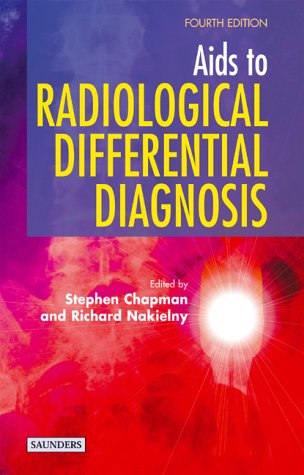 FOURTH EDITION
Aids to
RADIOLOGICAL
DIFFERENTIAL
DIAGNOSIS
Edited by
Stephen Chapman
and Richard Nakielny
SAUNDERS